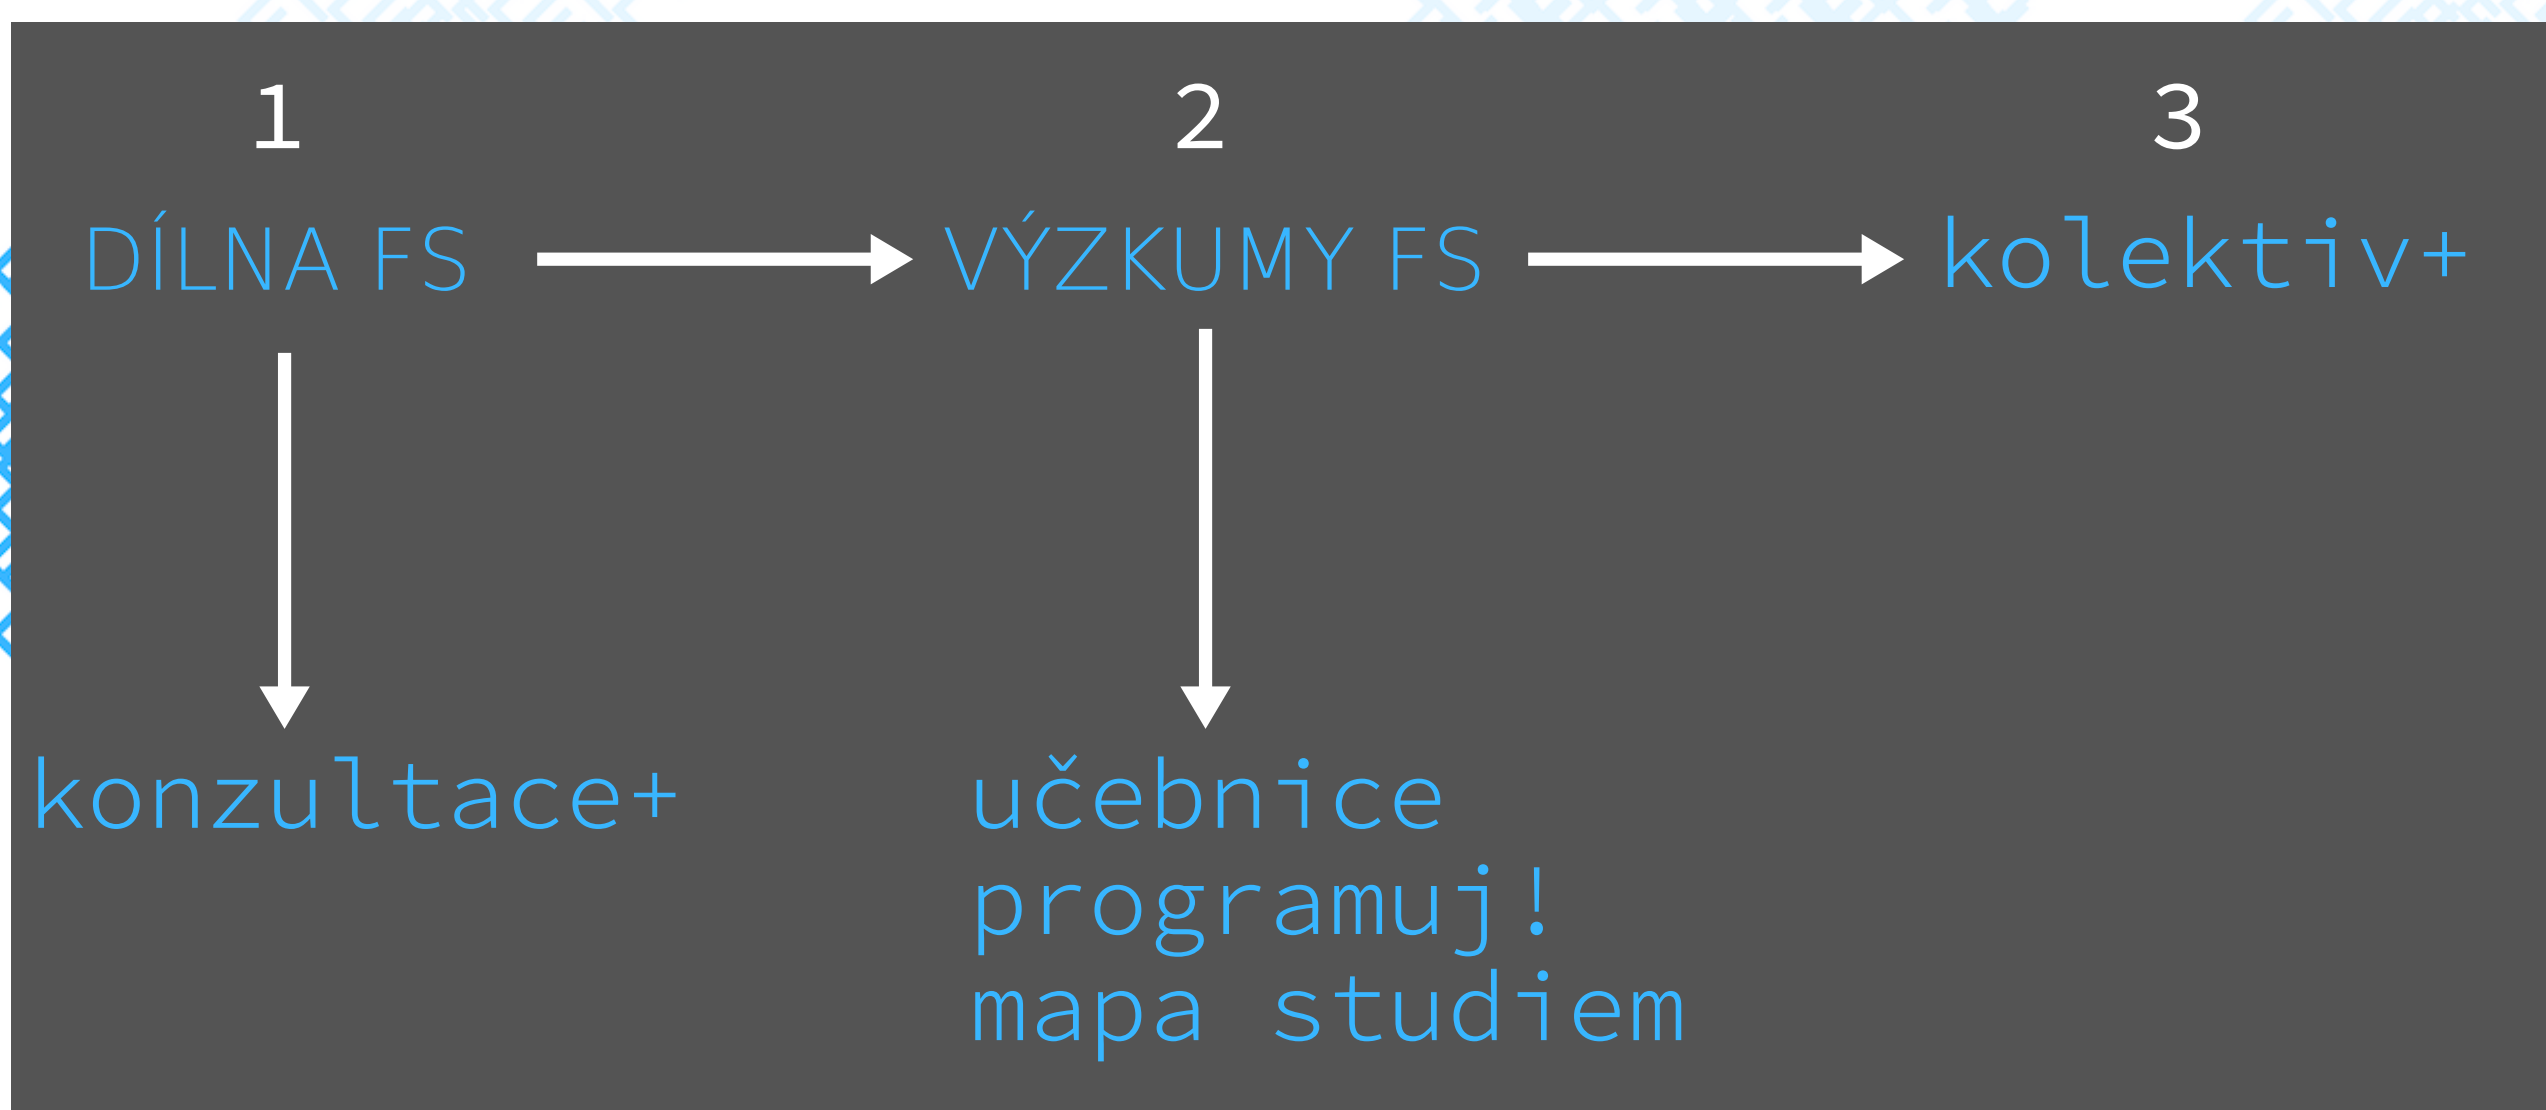 1
2
3
DÍLNA FS
VÝZKUMY FS
kolektiv+
konzultace+
učebnice
programuj!
mapa studiem